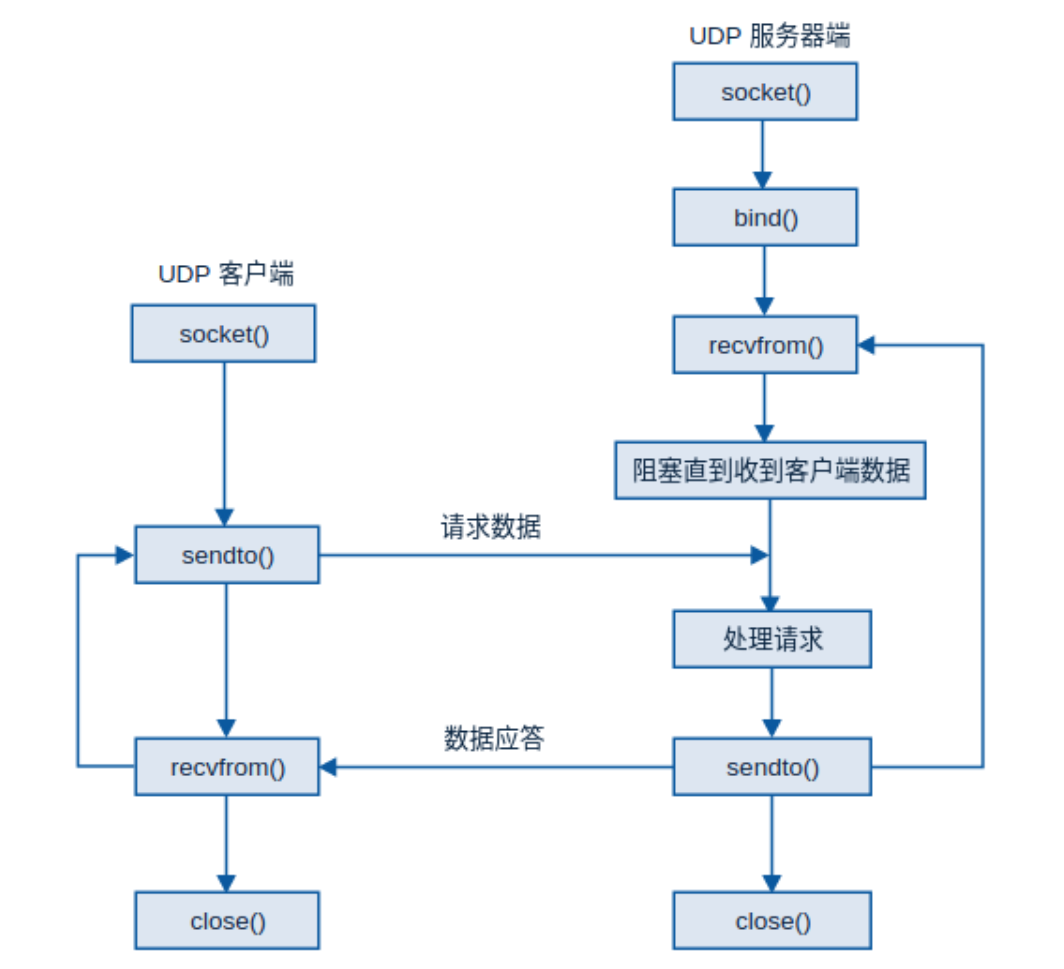 UDP 服务器端
socket()
bind()
recvfrom()
阻塞直到收到客户端数据
处理请求
sendto()
close()
UDP 客户端
socket()
sendto()
recvfrom()
close()
请求数据
数据应答